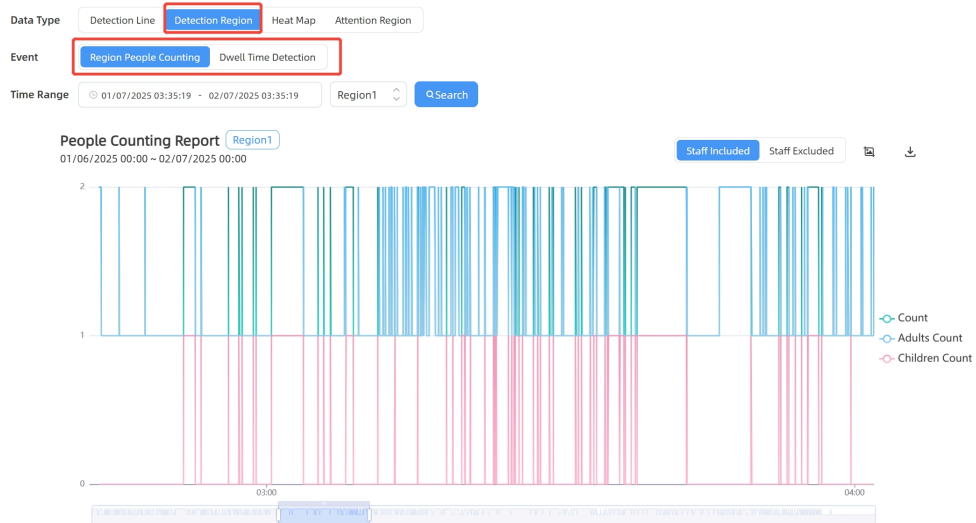 Data Type Detection Line Detection Region Heat Map Attention Region
Event Region People Counting Dwell Time Detection
Time Range 01/07/2025 03:35:19 - 02/07/2025 03:35:19 Region1 Search
People Counting Report Region1
01/06/2025 00:00 ~ 02/07/2025 00:00
Staff Included Staff Excluded
2
1
0
03:00 04:00
Count
Adults Count
Children Count